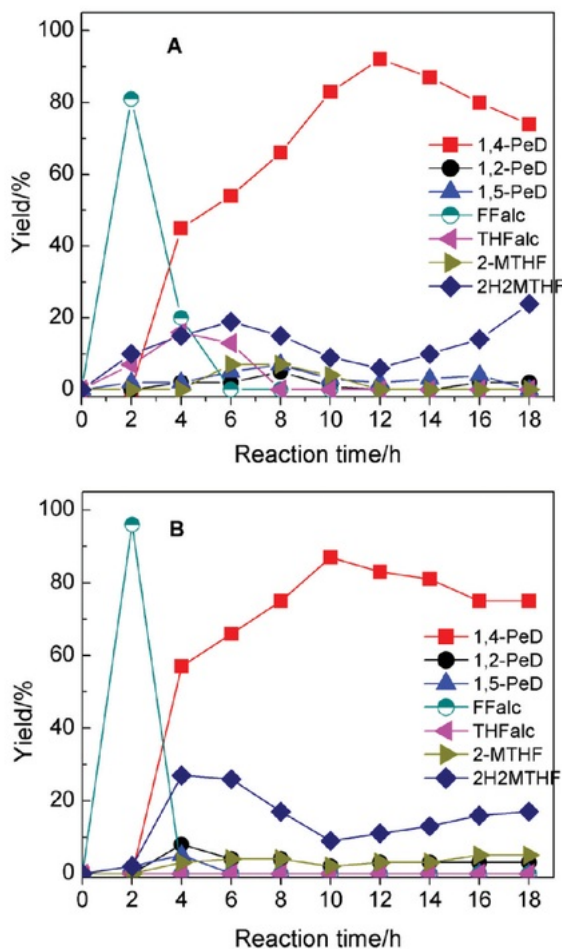 A
100
80
60
40
20
0
Yield/%
1,4-PeD
1,2-PeD
1,5-PeD
FFalc
THFalc
2-MTHF
2H2MTHF
0 2 4 6 8 10 12 14 16 18
Reaction time/h
B
100
80
60
40
20
0
Yield/%
1,4-PeD
1,2-PeD
1,5-PeD
FFalc
THFalc
2-MTHF
2H2MTHF
0 2 4 6 8 10 12 14 16 18
Reaction time/h